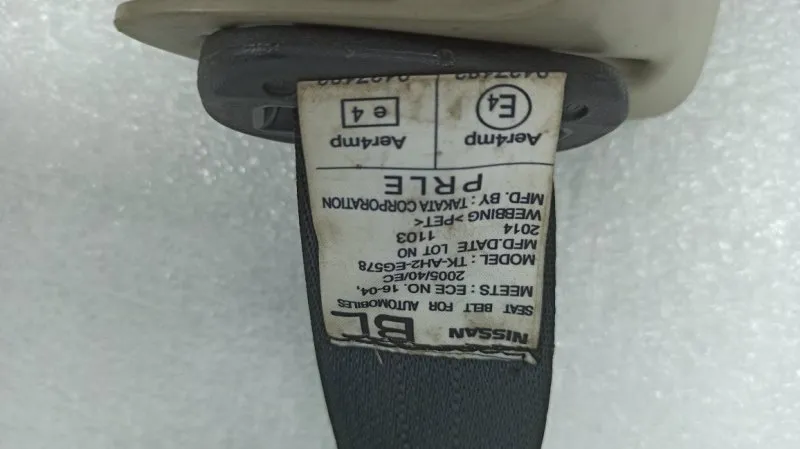 NISSAN BL
SEAT BELT FOR AUTOMOBILES
MEETS : ECE NO. 16-04,
2005/40/EC
MODEL : TK-AH2-EG578
MFD.DATE LOT NO
2014 1103
WEBBING >PET<
MFD. BY : TAKATA CORPORATION
PRLE
Aer4mp Aer4mp
E4 e 4